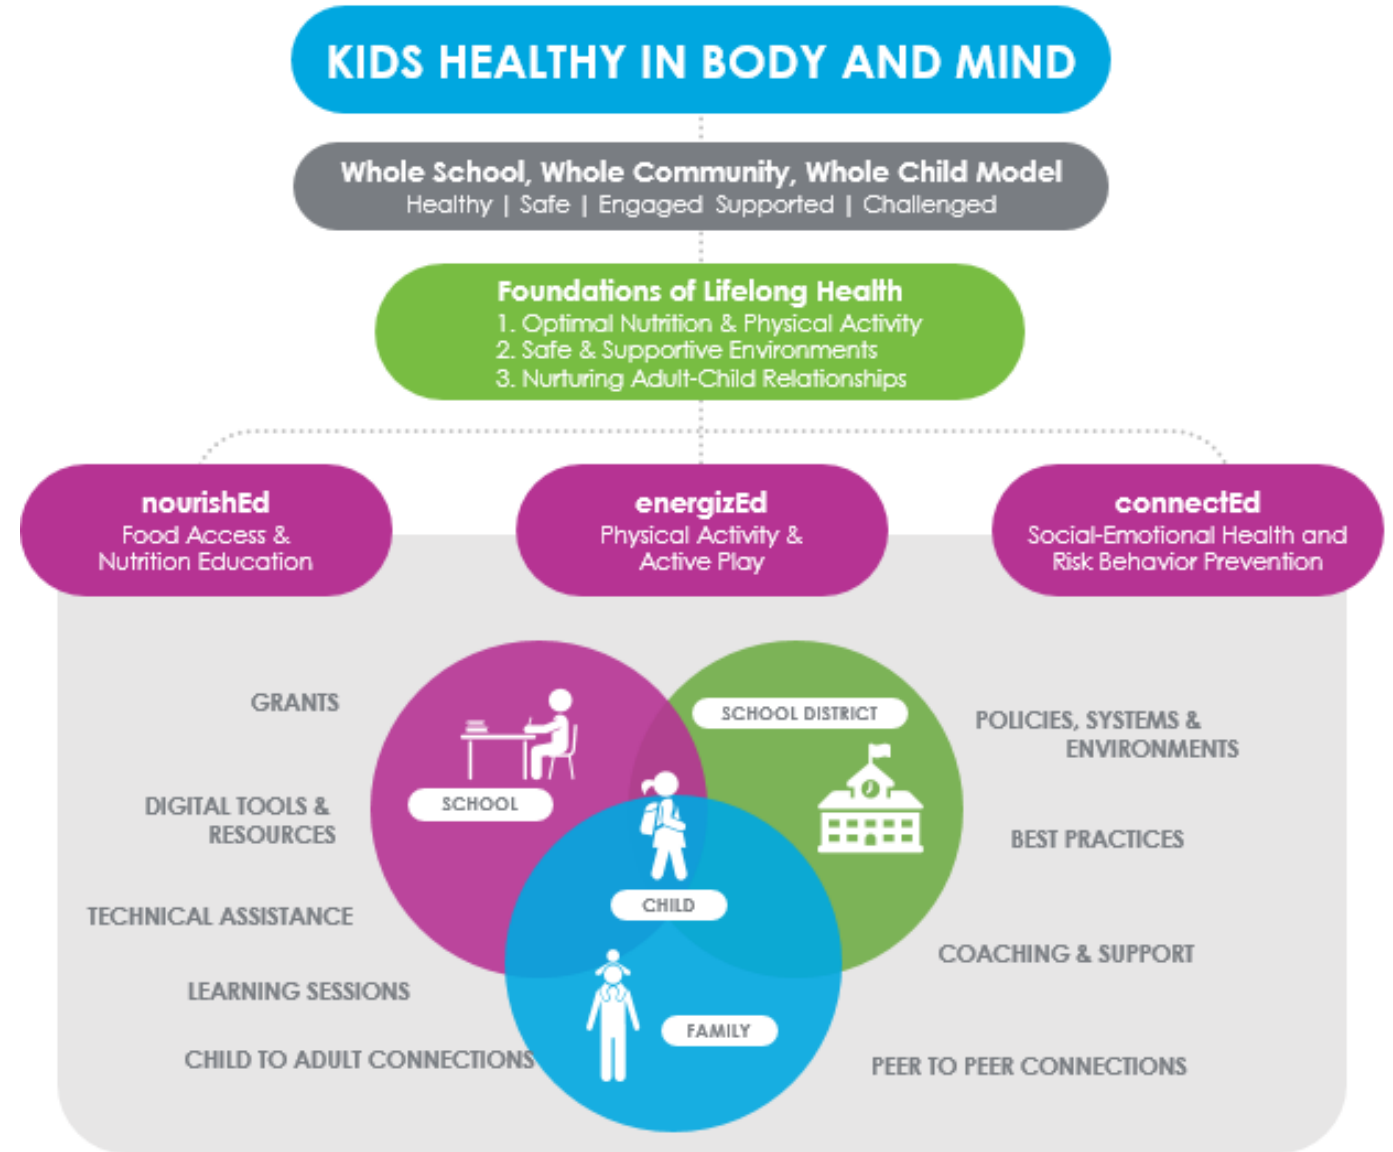 KIDS HEALTHY IN BODY AND MIND
Whole School, Whole Community, Whole Child Model
Healthy | Safe | Engaged Supported | Challenged
Foundations of Lifelong Health
1. Optimal Nutrition & Physical Activity
2. Safe & Supportive Environments
3. Nurturing Adult-Child Relationships
nourishEd
Food Access &
Nutrition Education
energizEd
Physical Activity &
Active Play
connectEd
Social-Emotional Health and
Risk Behavior Prevention
GRANTS
DIGITAL TOOLS &
RESOURCES
TECHNICAL ASSISTANCE
LEARNING SESSIONS
CHILD TO ADULT CONNECTIONS
SCHOOL
SCHOOL DISTRICT
CHILD
FAMILY
POLICIES, SYSTEMS &
ENVIRONMENTS
BEST PRACTICES
COACHING & SUPPORT
PEER TO PEER CONNECTIONS